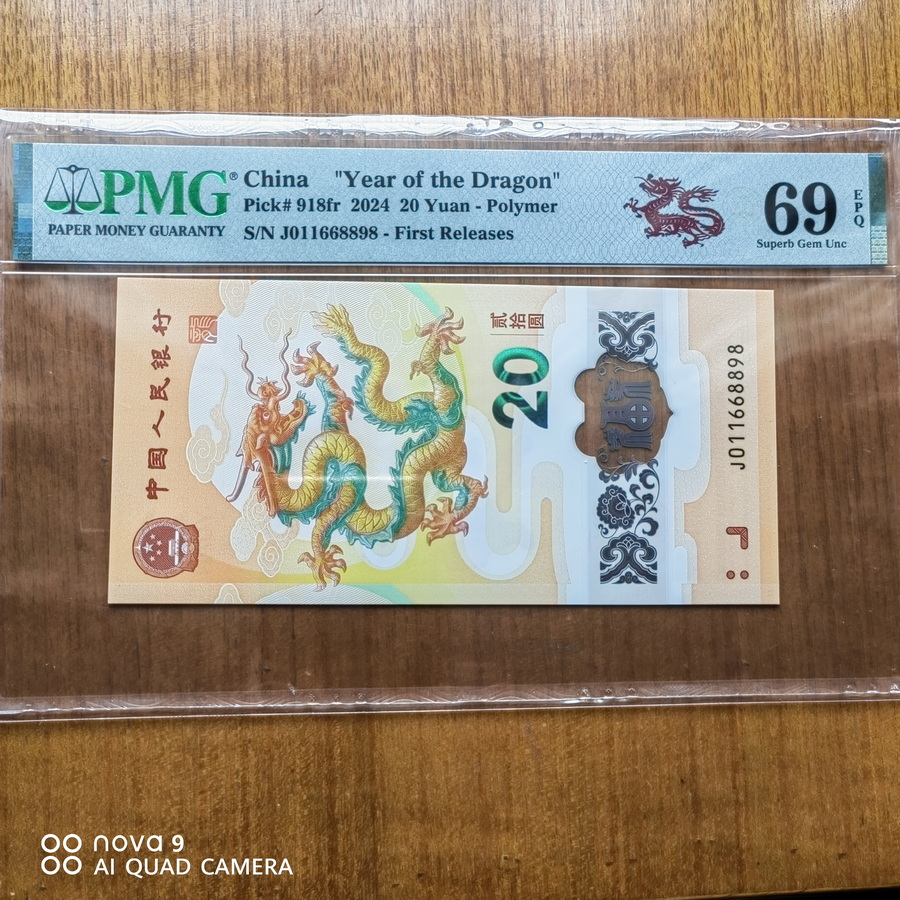 PMG®
PAPER MONEY GUARANTY
China "Year of the Dragon"
Pick# 918fr 2024 20 Yuan - Polymer
S/N J011668898 - First Releases
69
EPQ
Superb Gem Unc
中国人民银行
贰拾圆
20
J011668898
nova 9
AI QUAD CAMERA